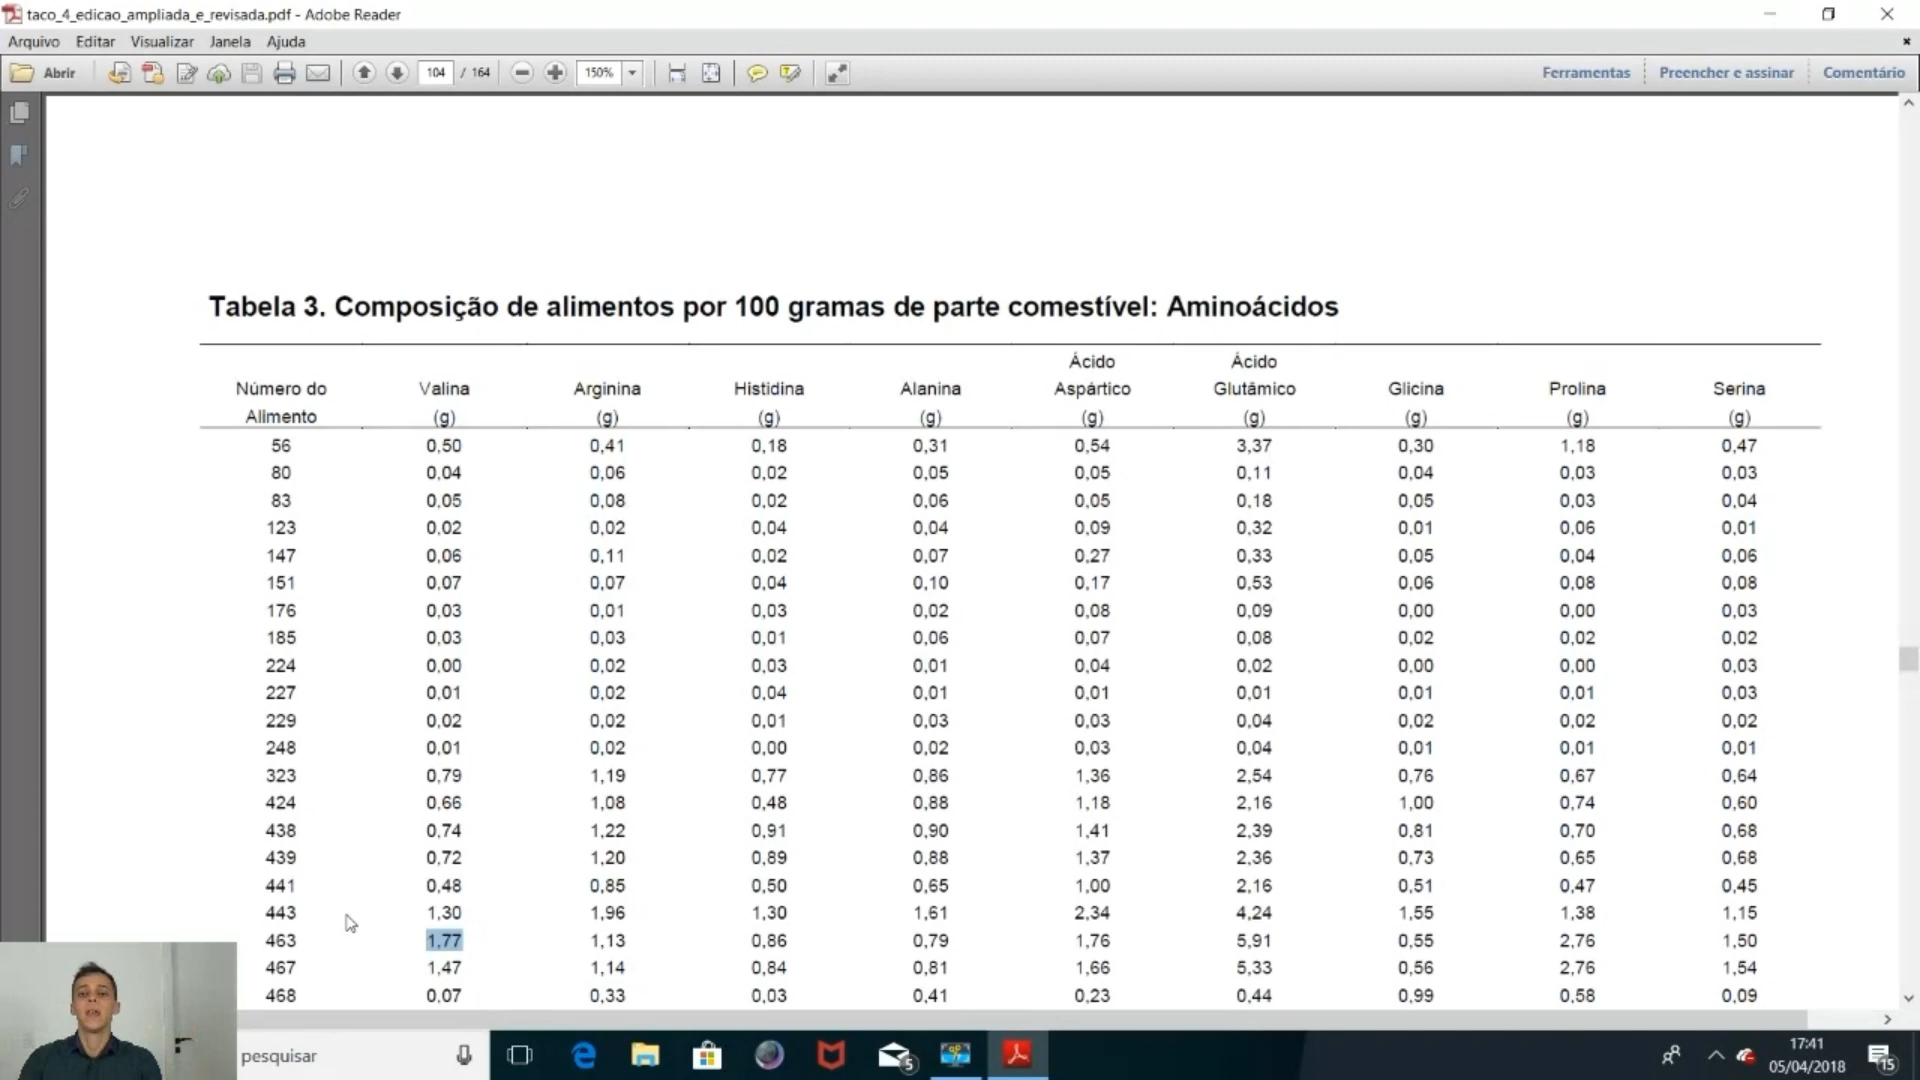 taco_4_edicao_ampliada_e_revisada.pdf - Adobe Reader
Arquivo Editar Visualizar Janela Ajuda
Abrir 104 / 164 150% Ferramentas Preencher e assinar Comentário
Tabela 3. Composição de alimentos por 100 gramas de parte comestível: Aminoácidos
Ácido Ácido
Número do Valina Arginina Histidina Alanina Aspártico Glutâmico Glicina Prolina Serina
Alimento (g) (g) (g) (g) (g) (g) (g) (g) (g)
56 0,50 0,41 0,18 0,31 0,54 3,37 0,30 1,18 0,47
80 0,04 0,06 0,02 0,05 0,05 0,11 0,04 0,03 0,03
83 0,05 0,08 0,02 0,06 0,05 0,18 0,05 0,03 0,04
123 0,02 0,02 0,04 0,04 0,09 0,32 0,01 0,06 0,01
147 0,06 0,11 0,02 0,07 0,27 0,33 0,05 0,04 0,06
151 0,07 0,07 0,04 0,10 0,17 0,53 0,06 0,08 0,08
176 0,03 0,01 0,03 0,02 0,08 0,09 0,00 0,00 0,03
185 0,03 0,03 0,01 0,06 0,07 0,08 0,02 0,02 0,02
224 0,00 0,02 0,03 0,01 0,04 0,02 0,00 0,00 0,03
227 0,01 0,02 0,04 0,01 0,01 0,01 0,01 0,01 0,03
229 0,02 0,02 0,01 0,03 0,03 0,04 0,02 0,02 0,02
248 0,01 0,02 0,00 0,02 0,03 0,04 0,01 0,01 0,01
323 0,79 1,19 0,77 0,86 1,36 2,54 0,76 0,67 0,64
424 0,66 1,08 0,48 0,88 1,18 2,16 1,00 0,74 0,60
438 0,74 1,22 0,91 0,90 1,41 2,39 0,81 0,70 0,68
439 0,72 1,20 0,89 0,88 1,37 2,36 0,73 0,65 0,68
441 0,48 0,85 0,50 0,65 1,00 2,16 0,51 0,47 0,45
443 1,30 1,96 1,30 1,61 2,34 4,24 1,55 1,38 1,15
463 1,77 1,13 0,86 0,79 1,76 5,91 0,55 2,76 1,50
467 1,47 1,14 0,84 0,81 1,66 5,33 0,56 2,76 1,54
468 0,07 0,33 0,03 0,41 0,23 0,44 0,99 0,58 0,09
pesquisar 5 17:41 15
05/04/2018